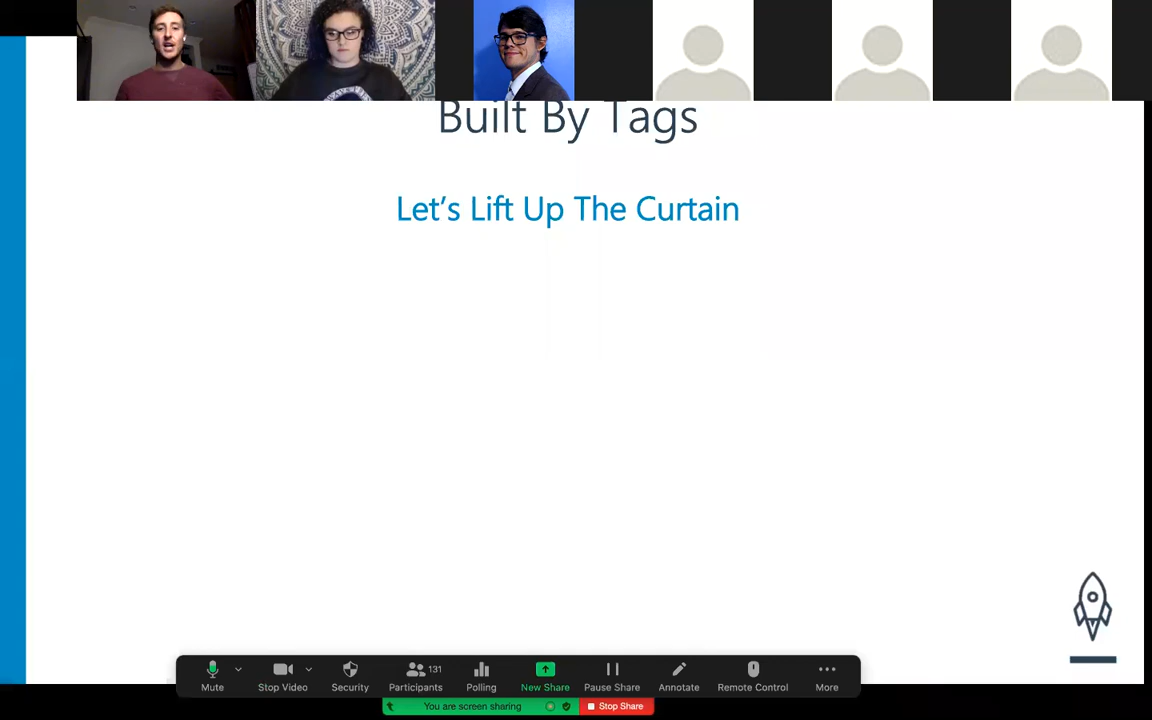 Built By Tags
Let's Lift Up The Curtain
131
Mute
Stop Video
Security
Participants
Polling
New Share
Pause Share
Annotate
Remote Control
More
You are screen sharing
Stop Share